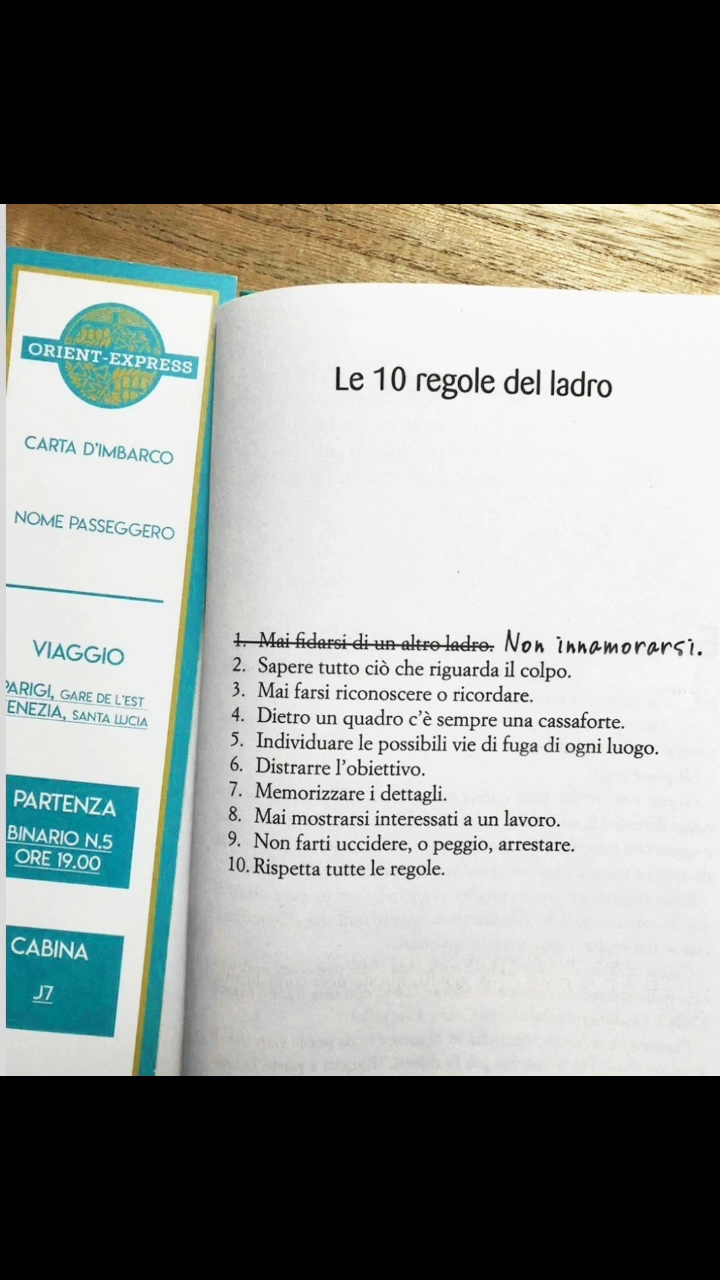 ORIENT-EXPRESS
CARTA D'IMBARCO
NOME PASSEGGERO
VIAGGIO
PARIGI, GARE DE L'EST
VENEZIA, SANTA LUCIA
PARTENZA
BINARIO N.5
ORE 19.00
CABINA
J7
Le 10 regole del ladro
1. Mai fidarsi di un altro ladro. Non innamorarsi.
2. Sapere tutto ciò che riguarda il colpo.
3. Mai farsi riconoscere o ricordare.
4. Dietro un quadro c'è sempre una cassaforte.
5. Individuare le possibili vie di fuga di ogni luogo.
6. Distrarre l'obiettivo.
7. Memorizzare i dettagli.
8. Mai mostrarsi interessati a un lavoro.
9. Non farti uccidere, o peggio, arrestare.
10. Rispetta tutte le regole.